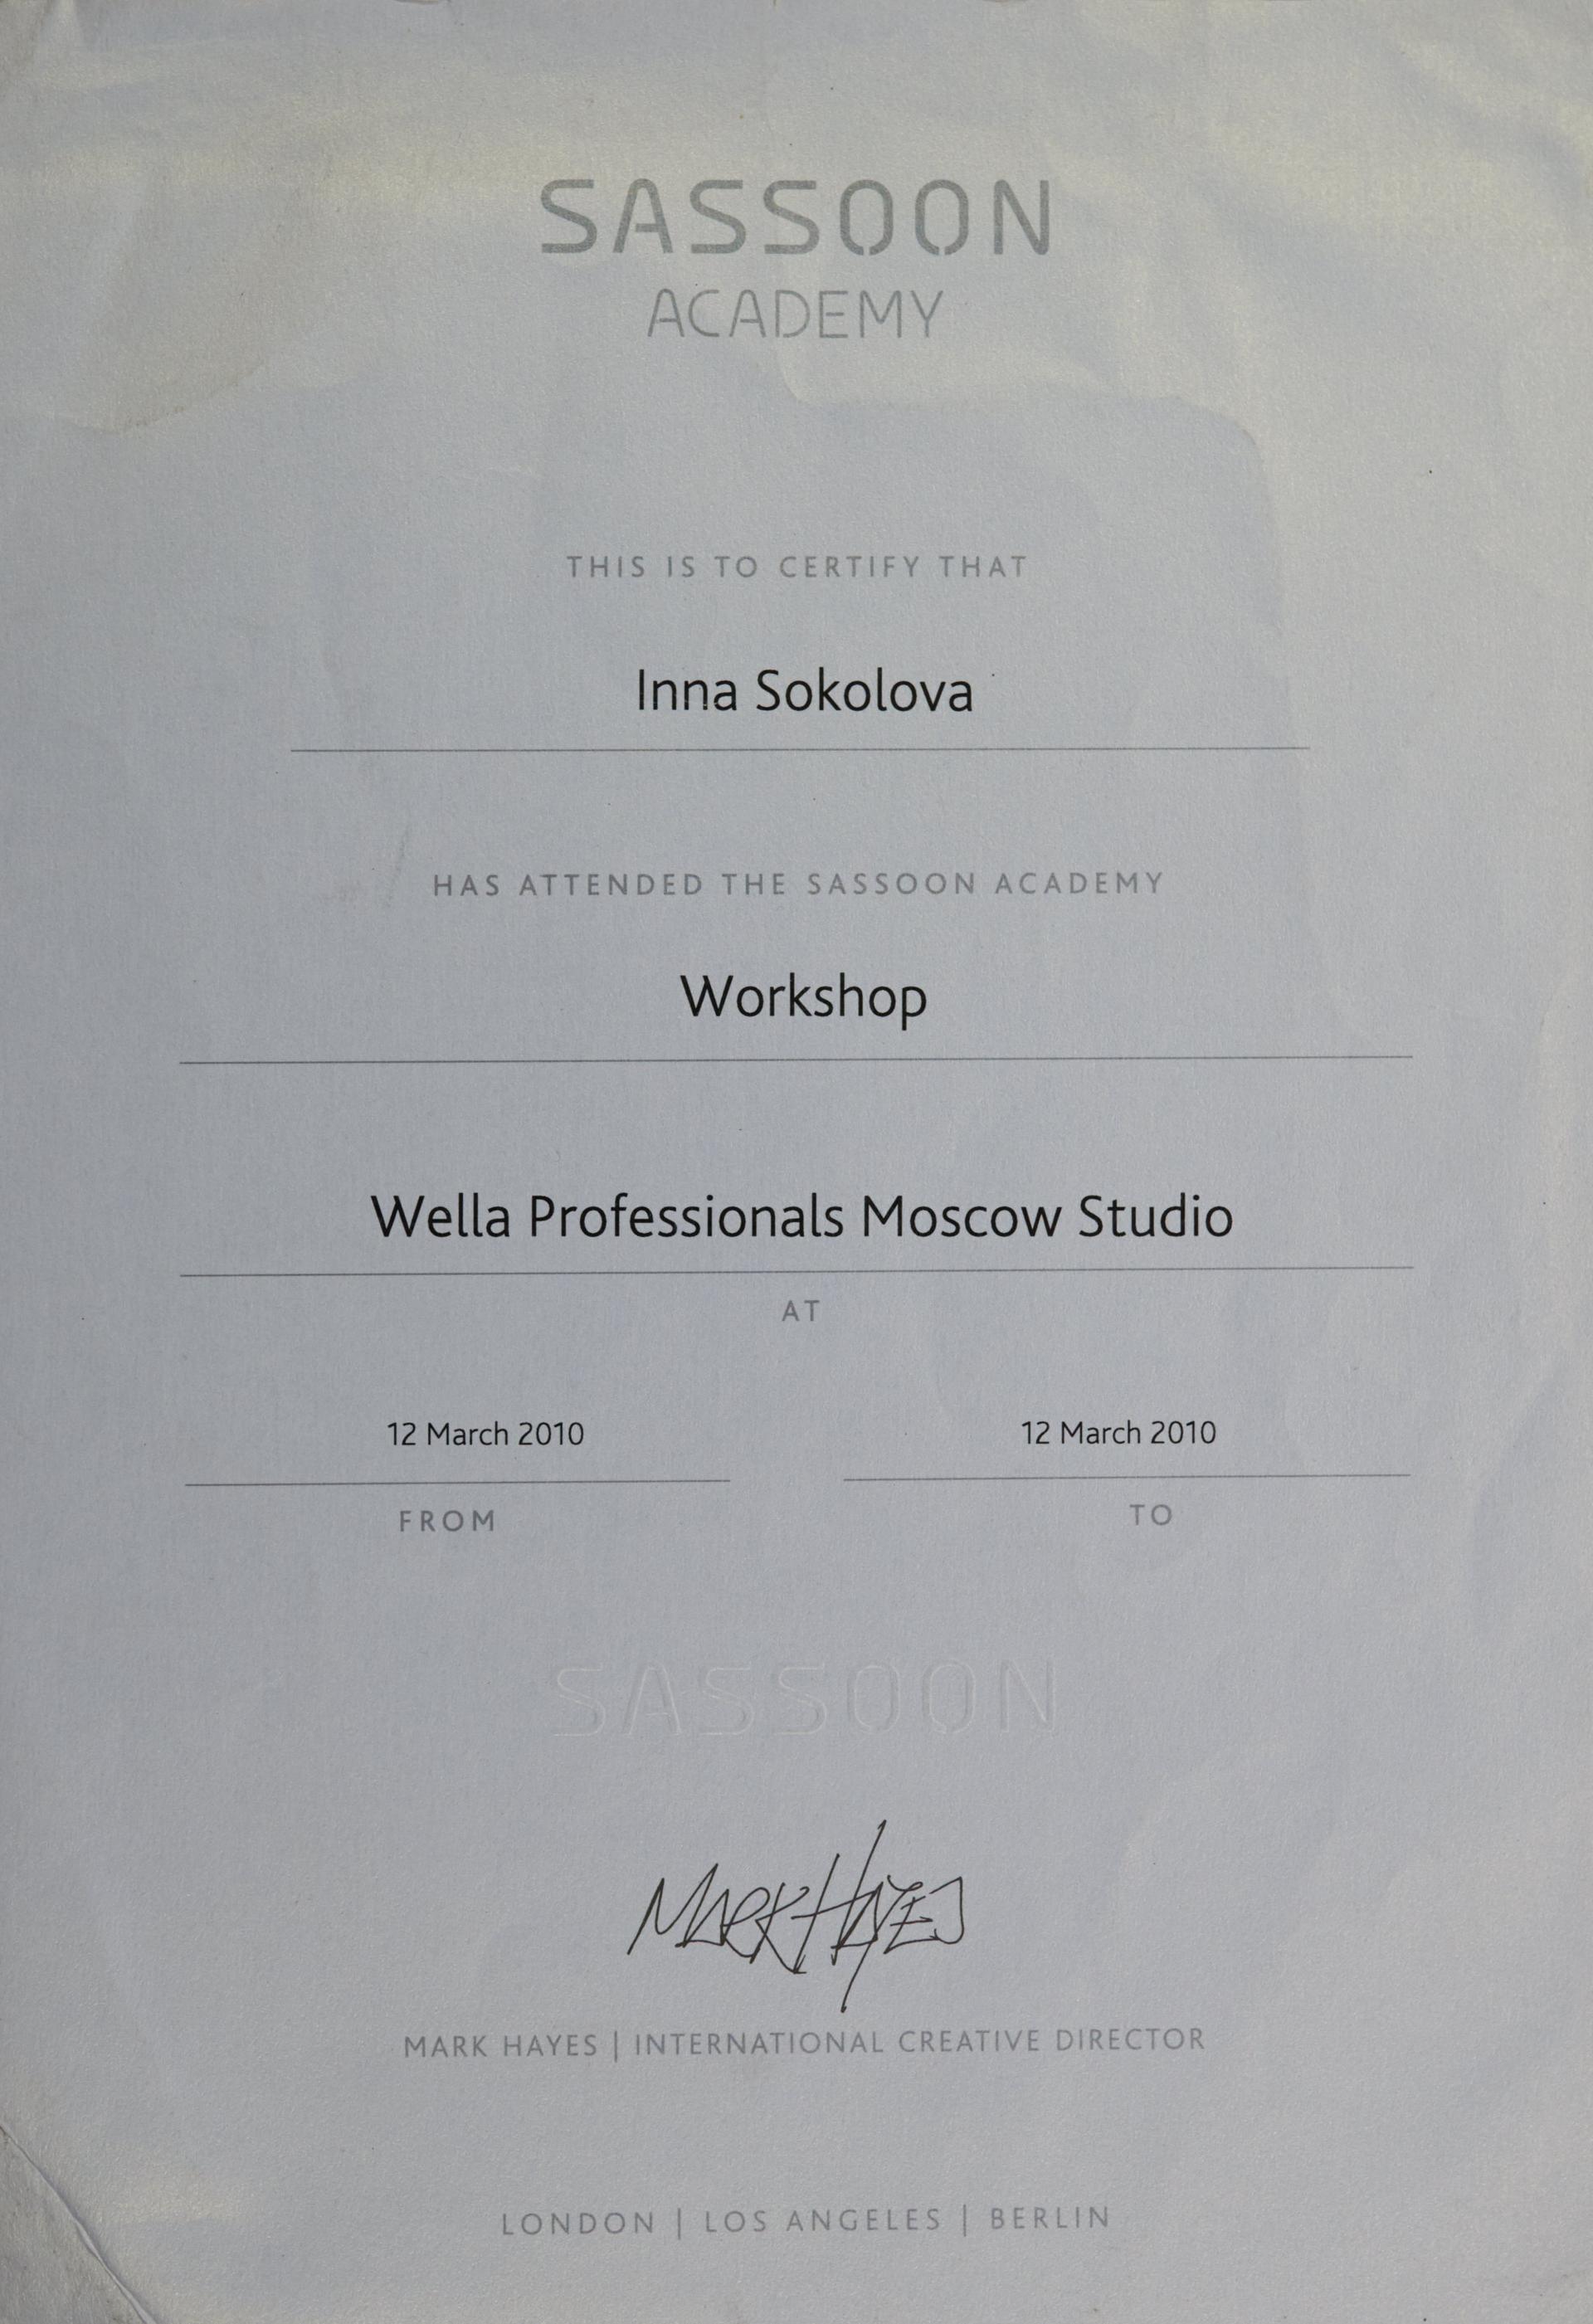 SASSOON
ACADEMY
THIS IS TO CERTIFY THAT
Inna Sokolova
HAS ATTENDED THE SASSOON ACADEMY
Workshop
Wella Professionals Moscow Studio
AT
12 March 2010 12 March 2010
FROM TO
SASSOON
MARK HAYES
MARK HAYES | INTERNATIONAL CREATIVE DIRECTOR
LONDON | LOS ANGELES | BERLIN